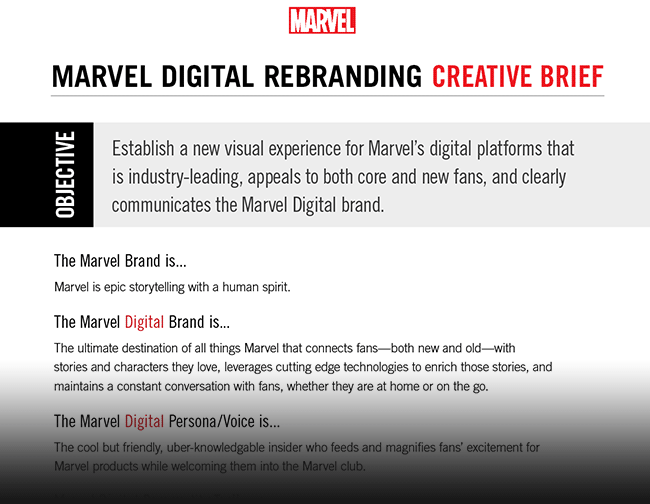 MARVEL
MARVEL DIGITAL REBRANDING CREATIVE BRIEF
OBJECTIVE
Establish a new visual experience for Marvel's digital platforms that
is industry-leading, appeals to both core and new fans, and clearly
communicates the Marvel Digital brand.
The Marvel Brand is...
Marvel is epic storytelling with a human spirit.
The Marvel Digital Brand is...
The ultimate destination of all things Marvel that connects fans—both new and old—with
stories and characters they love, leverages cutting edge technologies to enrich those stories, and
maintains a constant conversation with fans, whether they are at home or on the go.
The Marvel Digital Persona/Voice is...
The cool but friendly, uber-knowledgable insider who feeds and magnifies fans' excitement for
Marvel products while welcoming them into the Marvel club.